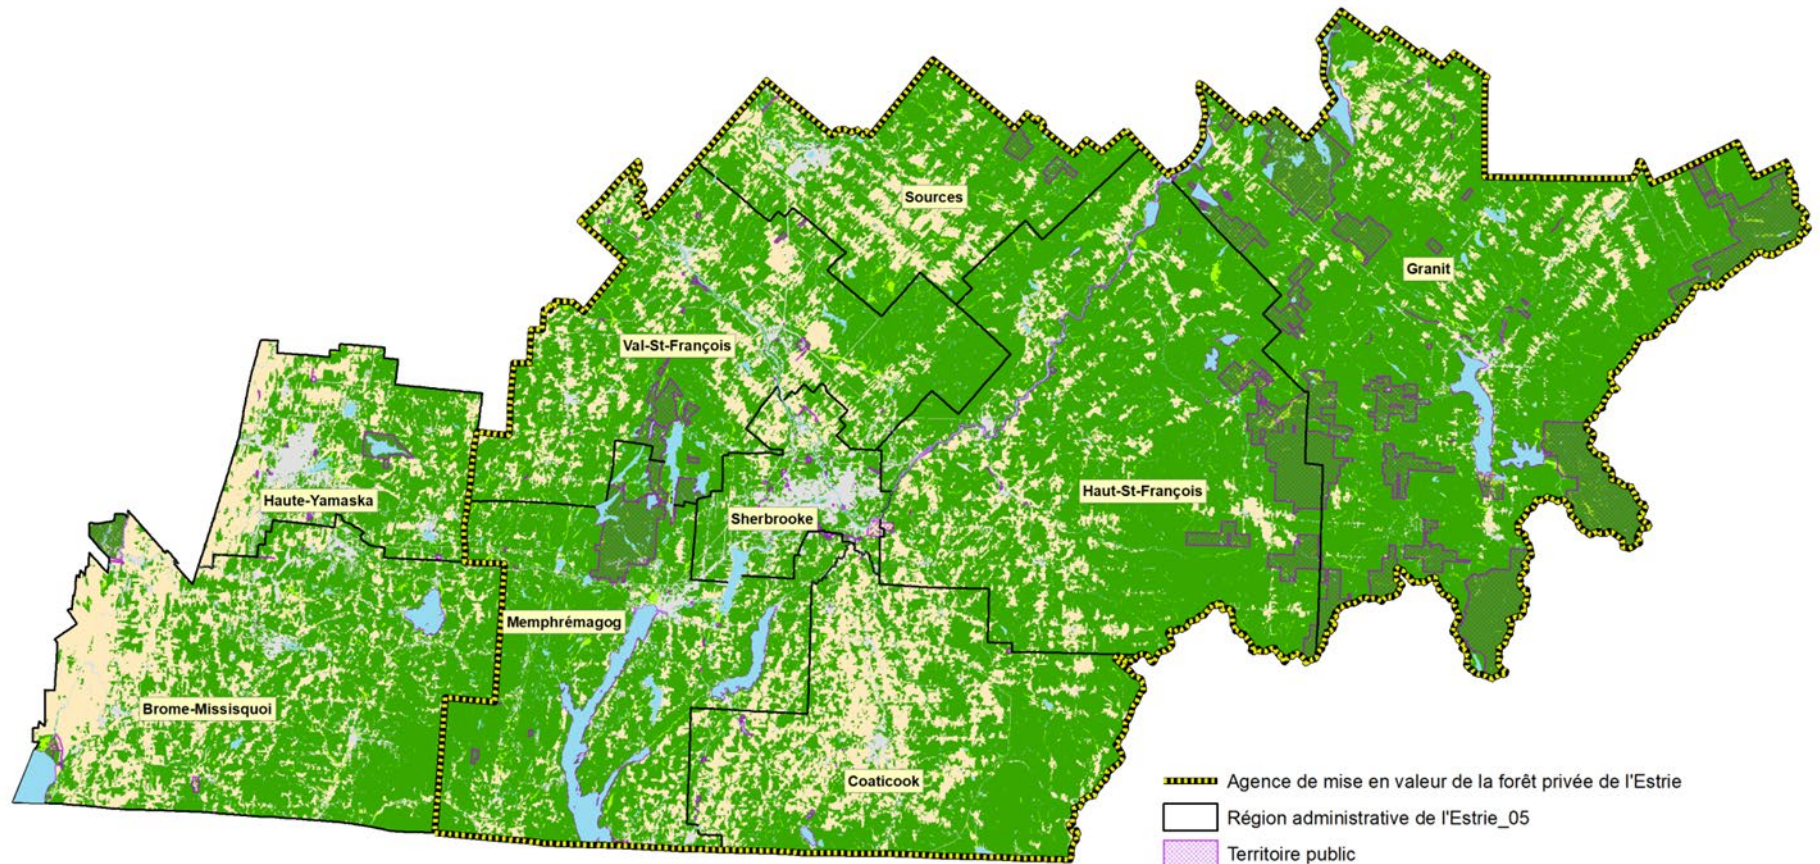 Sources
Granit
Val-St-François
Haute-Yamaska
Haut-St-François
Sherbrooke
Memphrémagog
Brome-Missisquoi
Coaticook
Agence de mise en valeur de la forêt privée de l'Estrie
Région administrative de l'Estrie_05
Territoire public